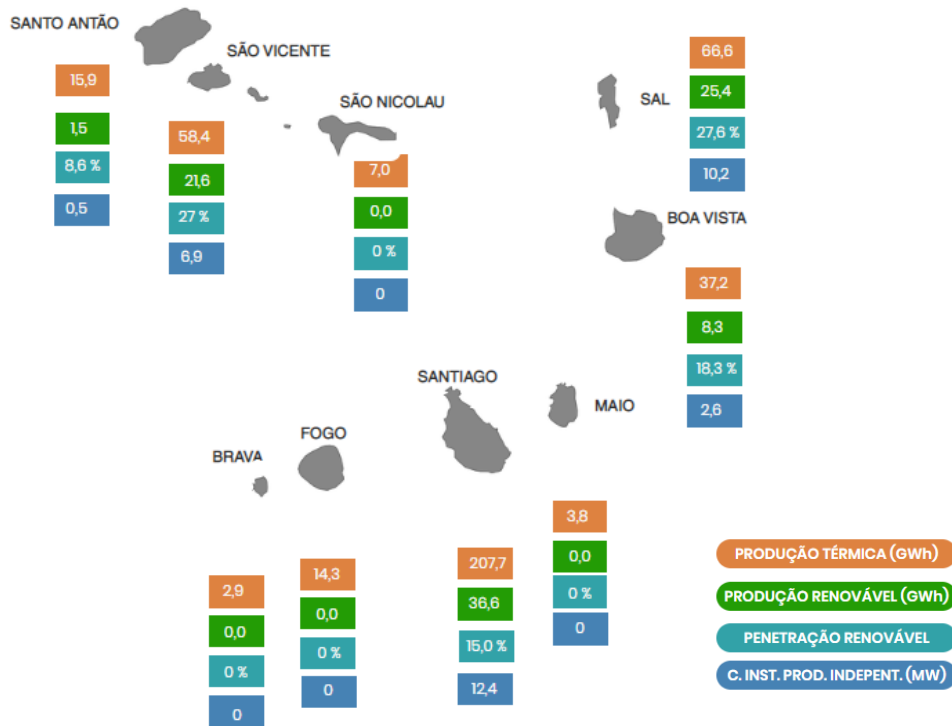 SANTO ANTÃO
15,9
1,5
8,6 %
0,5
SÃO VICENTE
58,4
21,6
27 %
6,9
SÃO NICOLAU
7,0
0,0
0 %
0
SAL
66,6
25,4
27,6 %
10,2
BOA VISTA
37,2
8,3
18,3 %
2,6
BRAVA
2,9
0,0
0 %
0
FOGO
14,3
0,0
0 %
0
SANTIAGO
207,7
36,6
15,0 %
12,4
MAIO
3,8
0,0
0 %
0
PRODUÇÃO TÉRMICA (GWh)
PRODUÇÃO RENOVÁVEL (GWh)
PENETRAÇÃO RENOVÁVEL
C. INST. PROD. INDEPENT. (MW)